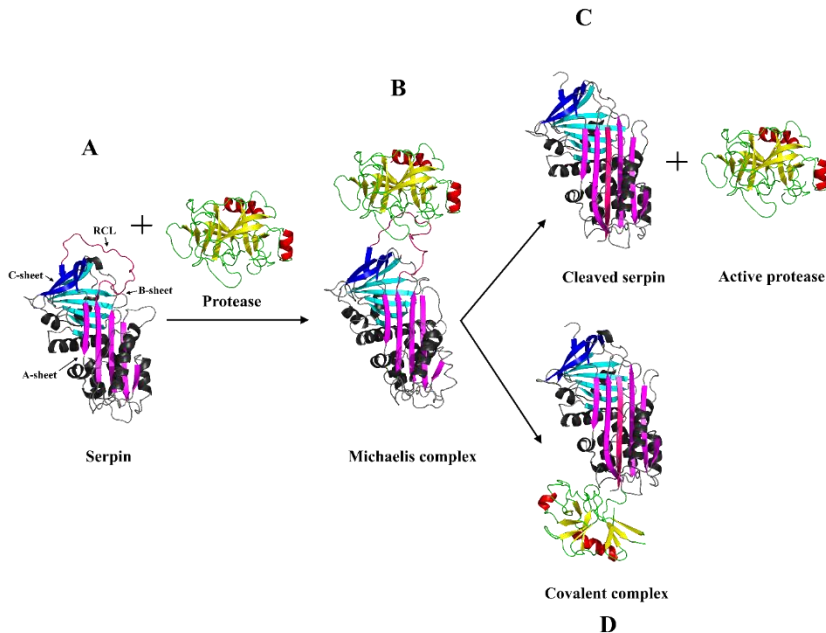 A
+
RCL
C-sheet
B-sheet
A-sheet
Protease
Serpin
B
Michaelis complex
C
+
Cleaved serpin
Active protease
Covalent complex
D